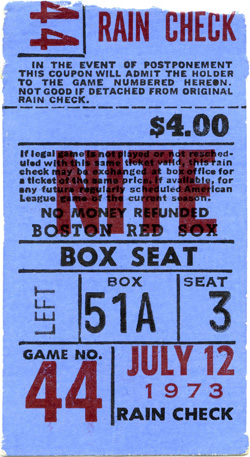 44 RAIN CHECK
IN THE EVENT OF POSTPONEMENT
THIS COUPON WILL ADMIT THE HOLDER
TO THE GAME NUMBERED HEREON.
NOT GOOD IF DETACHED FROM ORIGINAL
RAIN CHECK.
$4.00
If legal game is not played or not resched-
uled with this same ticket valid, this rain
check may be exchanged at box office for
a ticket of the same price, if available, for
any future regularly scheduled American
League game of the current season.
NITE
NO MONEY REFUNDED
BOSTON RED SOX
BOX SEAT
LEFT
BOX
51A
SEAT
3
GAME NO.
44
JULY 12
1973
RAIN CHECK